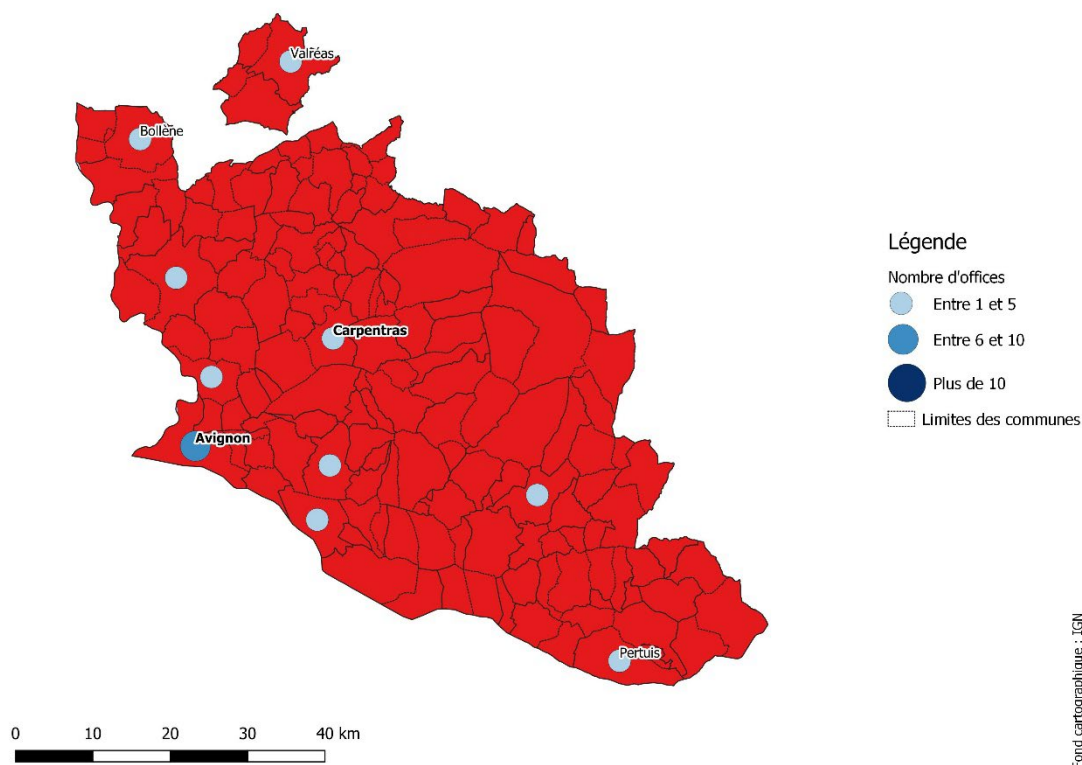 Valréas
Bollène
Carpentras
Avignon
Pertuis
Légende
Nombre d'offices
Entre 1 et 5
Entre 6 et 10
Plus de 10
Limites des communes
0 10 20 30 40 km
Fond cartographique : IGN